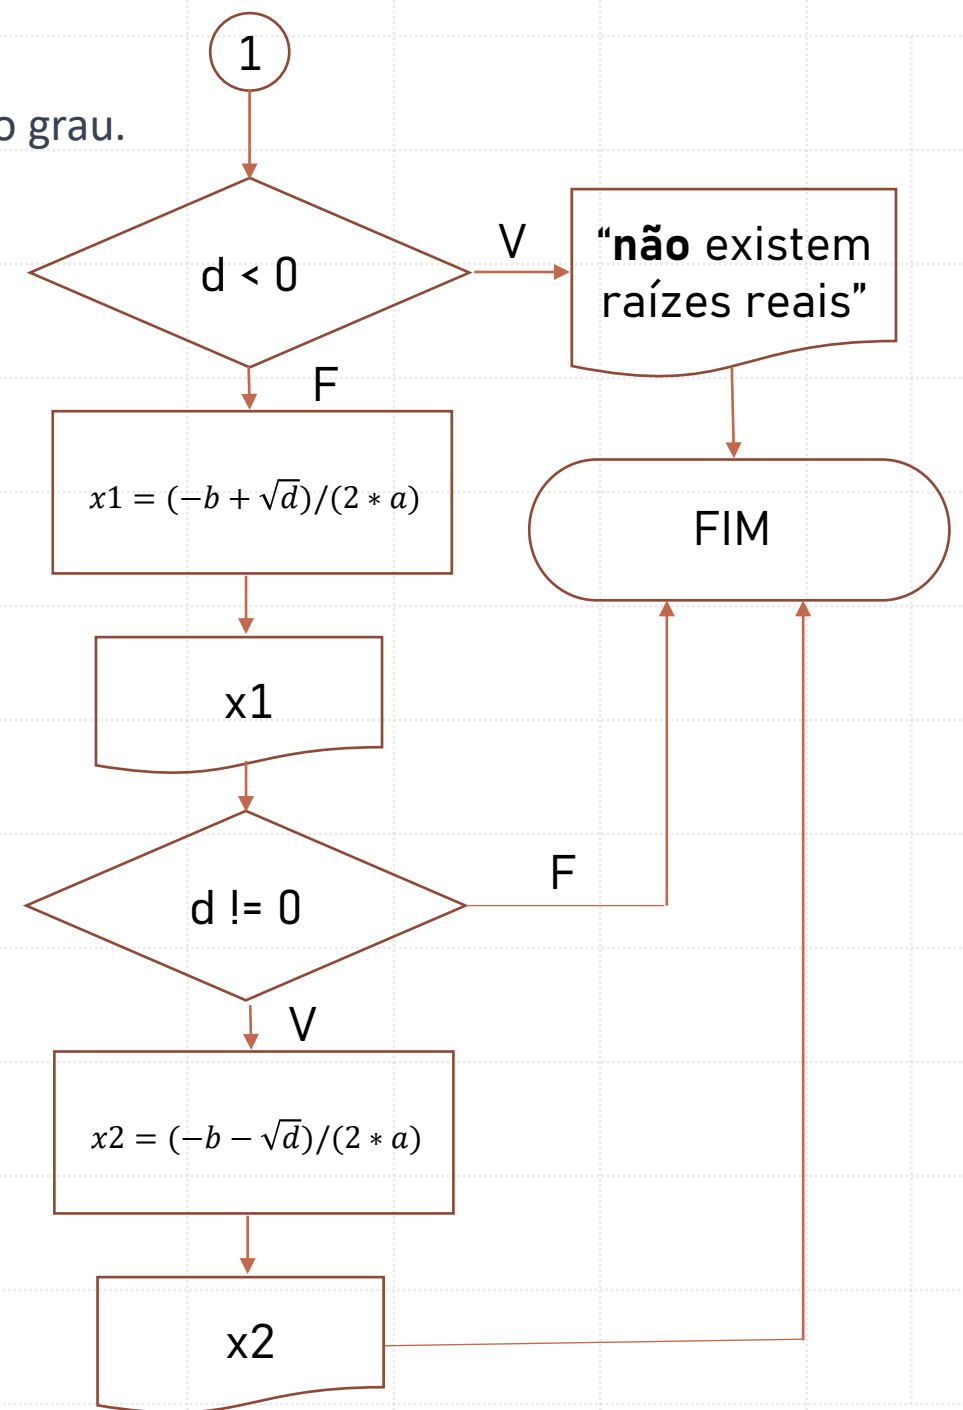 1
o grau.
d < 0
V
“não existem
raízes reais”
F
x1 = (−b + √d)/(2 ∗ a)
FIM
x1
d != 0
F
V
x2 = (−b − √d)/(2 ∗ a)
x2